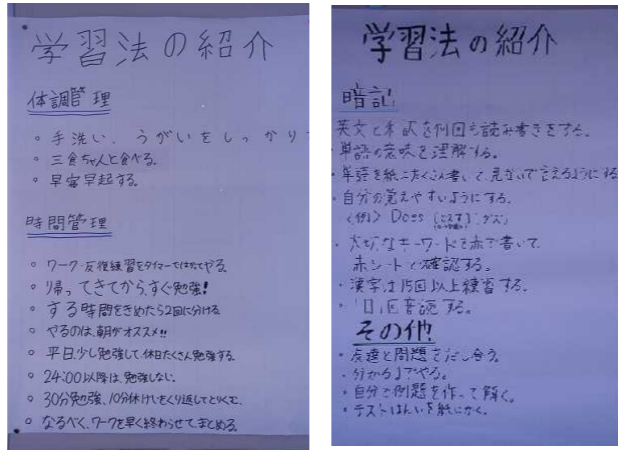 学習法の紹介
体調管理
。手洗い、うがいをしっかり
。三食ちゃんと食べる。
。早寝早起する。
時間管理
。ワーク・反復練習をタイマーではかってやる。
。帰ってきてから、すぐ勉強!
。する時間をきめたら2回に分ける
。やるのは、朝がオススメ!!
。平日少し勉強して、休日たくさん勉強する。
。24:00以降は、勉強しない。
。30分勉強、10分休けいをくり返してとりくむ。
。なるべく、ワークを早く終わらせて、まとめる。
学習法の紹介
暗記
英文と本訳を何回も読み書きをする。
・単語の意味を理解する。
・単語を紙にたくさん書いて、見ないで言えるようにする
・自分の覚えやすいようにする。
〈例〉 Does
・大切なキーワードを赤で書いて、
赤シートで確認する。
・漢字は15回以上練習する。
・1日1回音読する。
その他!
・友達と問題をだし合う。
・分かるまでやる。
・自分で例題を作って解く。
・テストはんいを紙にかく。